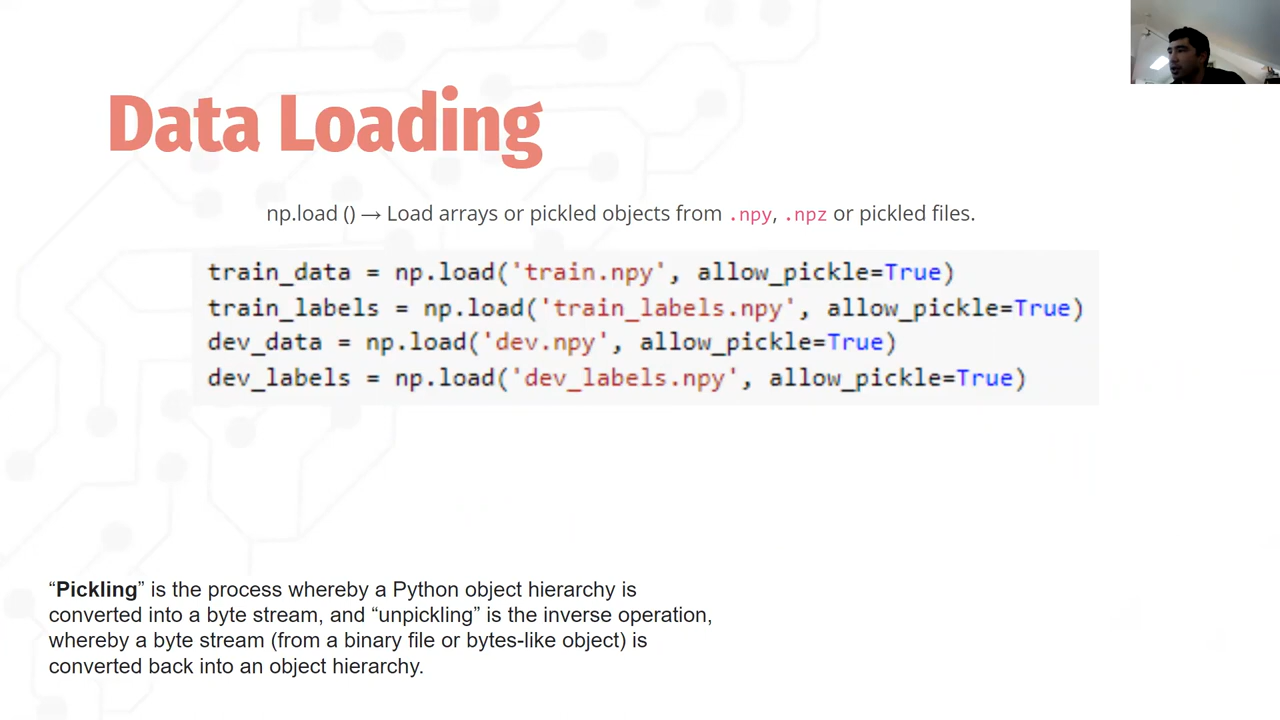 Data Loading
np.load () → Load arrays or pickled objects from .npy, .npz or pickled files.
train_data = np.load('train.npy', allow_pickle=True)
train_labels = np.load('train_labels.npy', allow_pickle=True)
dev_data = np.load('dev.npy', allow_pickle=True)
dev_labels = np.load('dev_labels.npy', allow_pickle=True)
“Pickling” is the process whereby a Python object hierarchy is
converted into a byte stream, and “unpickling” is the inverse operation,
whereby a byte stream (from a binary file or bytes-like object) is
converted back into an object hierarchy.